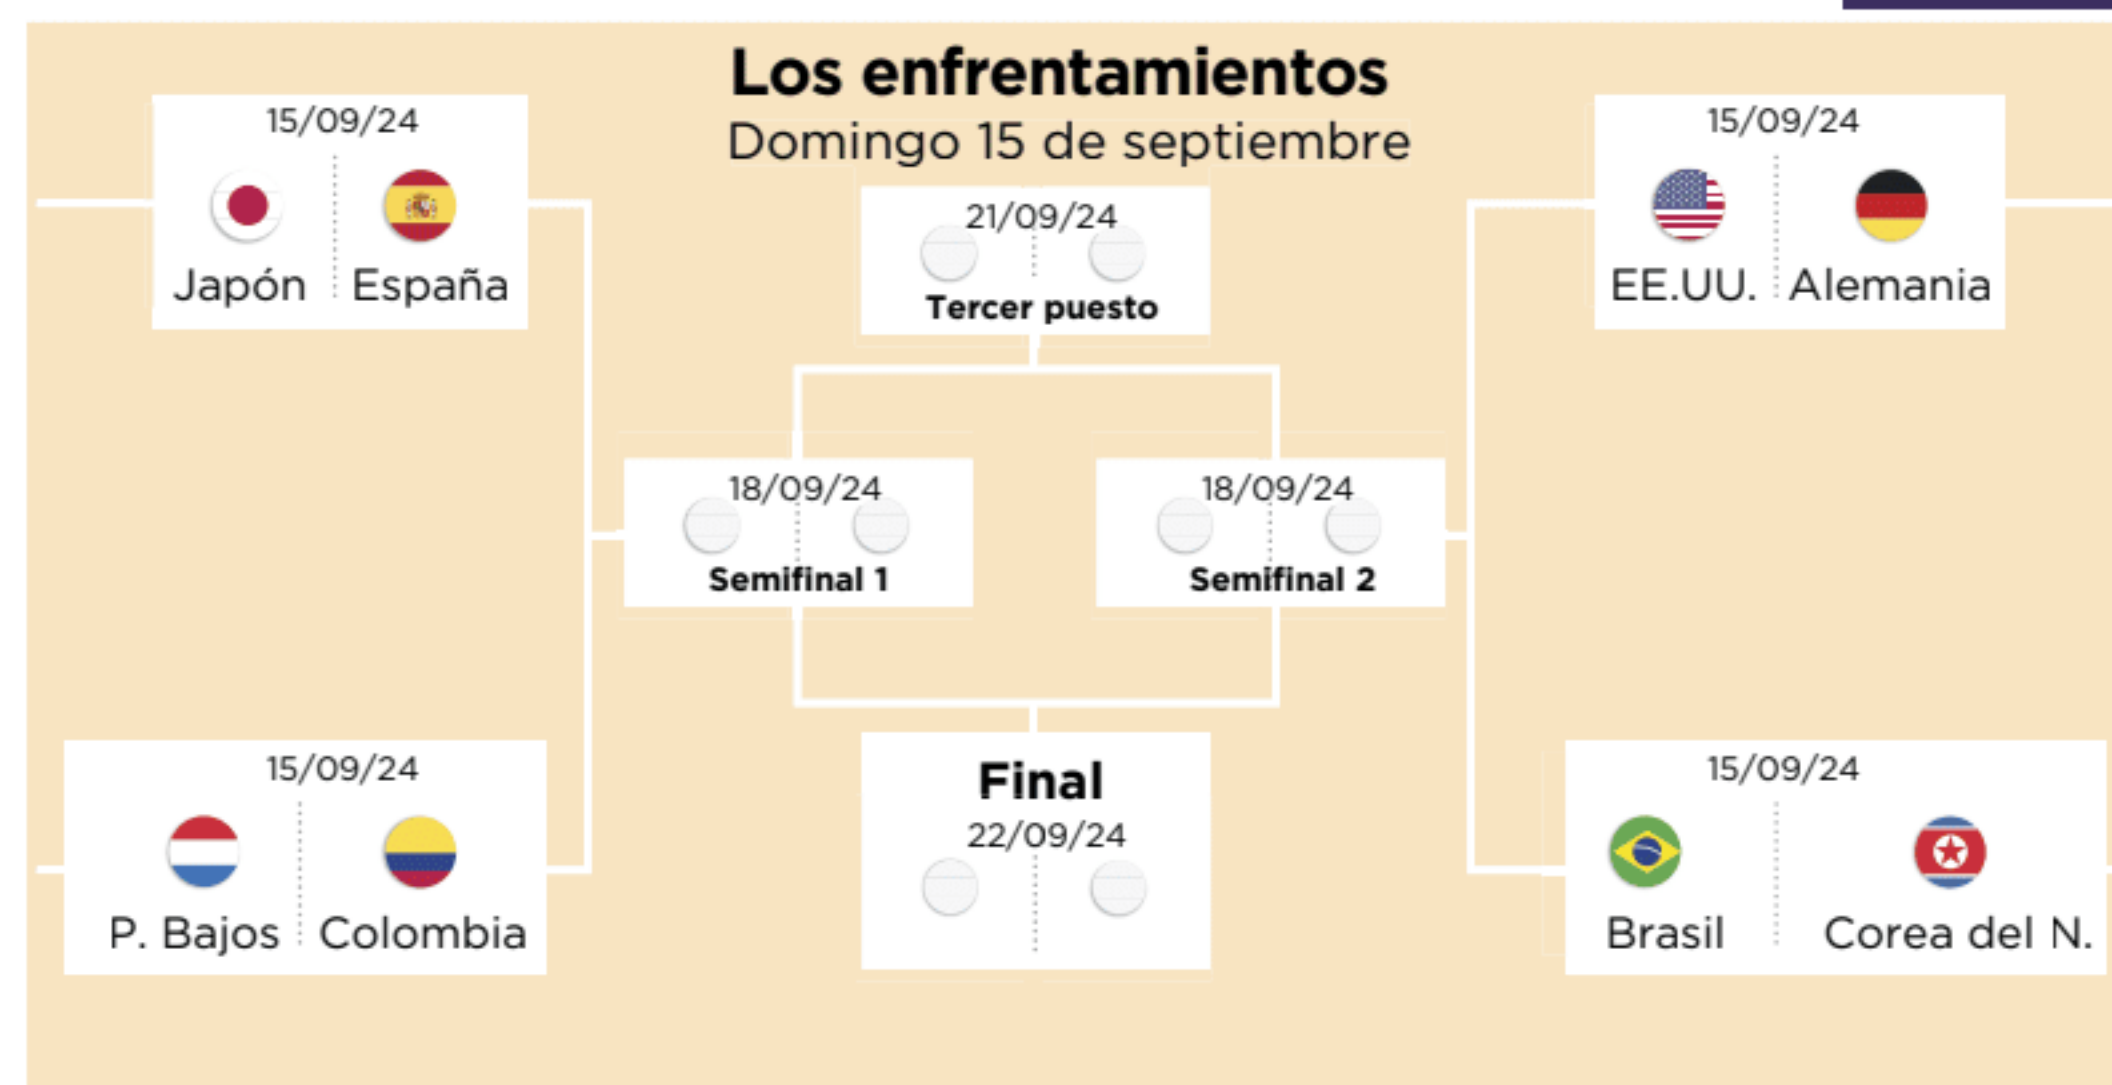 Los enfrentamientos
Domingo 15 de septiembre
15/09/24
Japón España
15/09/24
P. Bajos Colombia
21/09/24
Tercer puesto
18/09/24
Semifinal 1
18/09/24
Semifinal 2
Final
22/09/24
15/09/24
EE.UU. Alemania
15/09/24
Brasil Corea del N.